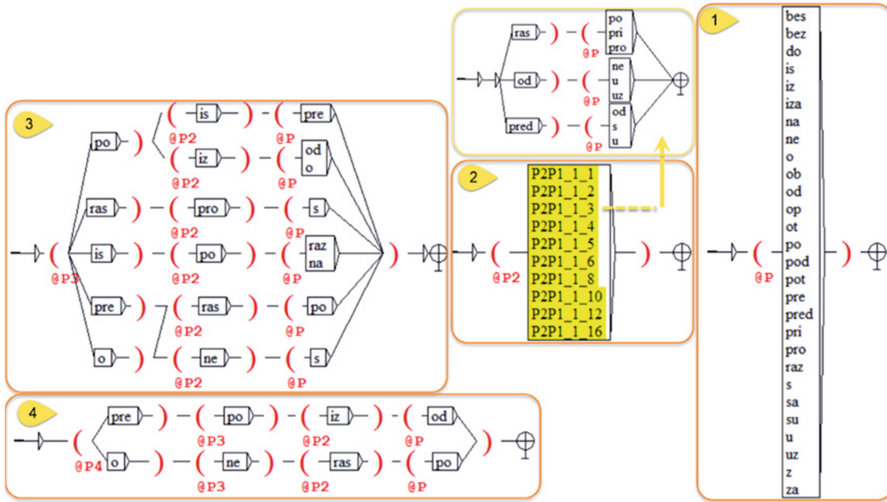 3
po ) ( is ) - ( pre
@P2 @P
( iz ) - ( od
o
@P2 @P
ras ) - ( pro ) - ( s
@P2 @P
( is ) - ( po ) - ( raz
na )
@P3 @P2 @P
pre ) ( ras ) - ( po
@P2 @P
o ) ( ne ) - ( s
@P2 @P
ras ) - ( po
pri
pro
@P
od ) - ( ne
u
uz
@P
pred ) - ( od
s
u
@P
2
P2P1_1_1
P2P1_1_2
P2P1_1_3
P2P1_1_4
P2P1_1_5
P2P1_1_6
P2P1_1_8
P2P1_1_10
P2P1_1_12
P2P1_1_16
( )
@P2
4
pre ) - ( po ) - ( iz ) - ( od
@P3 @P2 @P
( )
@P4
o ) - ( ne ) - ( ras ) - ( po
@P3 @P2 @P
1
bes
bez
do
is
iz
iza
na
ne
o
ob
od
op
ot
po
pod
pot
pre
pred
pri
pro
raz
s
sa
su
u
uz
z
za
( )
@P